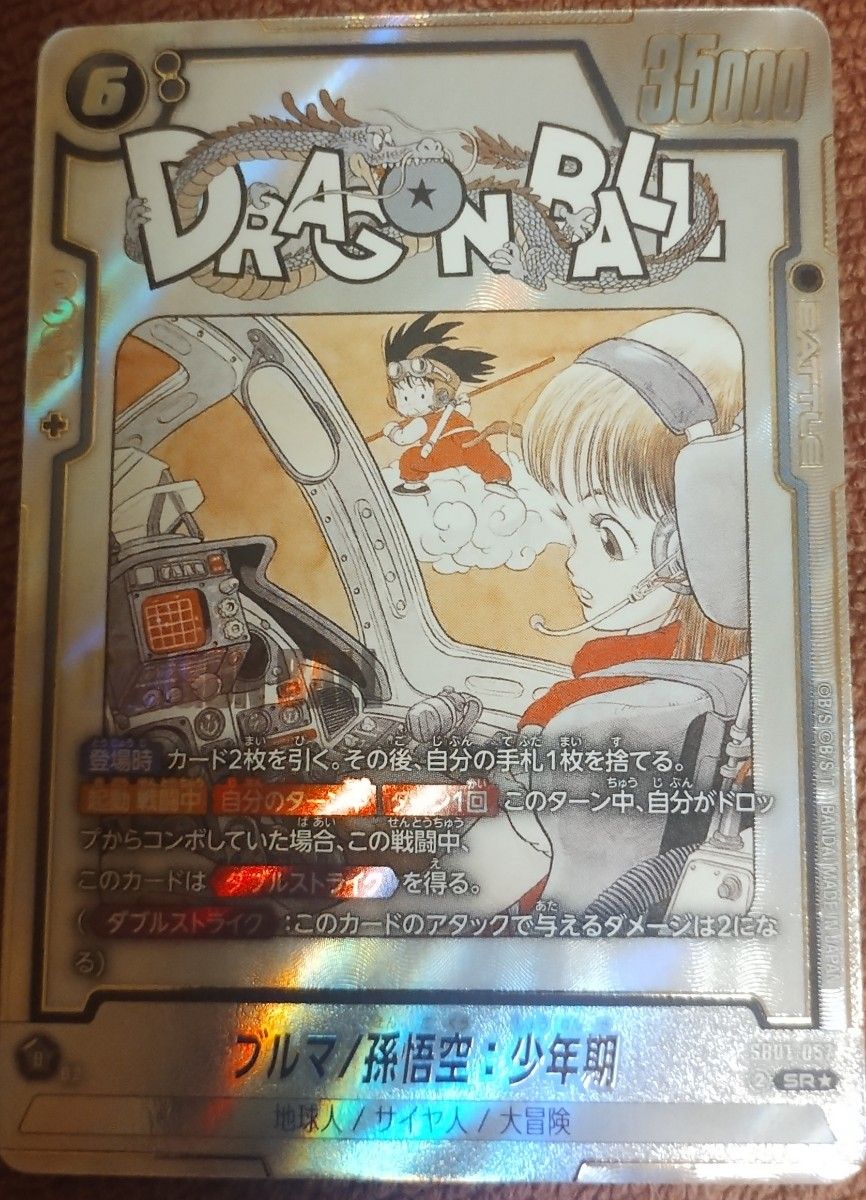 6
35000
DRAGON BALL
BATTLE
登場時 カード2枚を引く。その後、自分の手札1枚を捨てる。
起動 戦闘中 自分のターン中 ターン1回 このターン中、自分がドロッ
プからコンボしていた場合、この戦闘中、
このカードは ダブルストライク を得る。
( ダブルストライク :このカードのアタックで与えるダメージは2にな
る)
ブルマ/孫悟空:少年期
SB01-057
2 SR★
地球人 / サイヤ人 / 大冒険
BANDAI MADE IN JAPAN